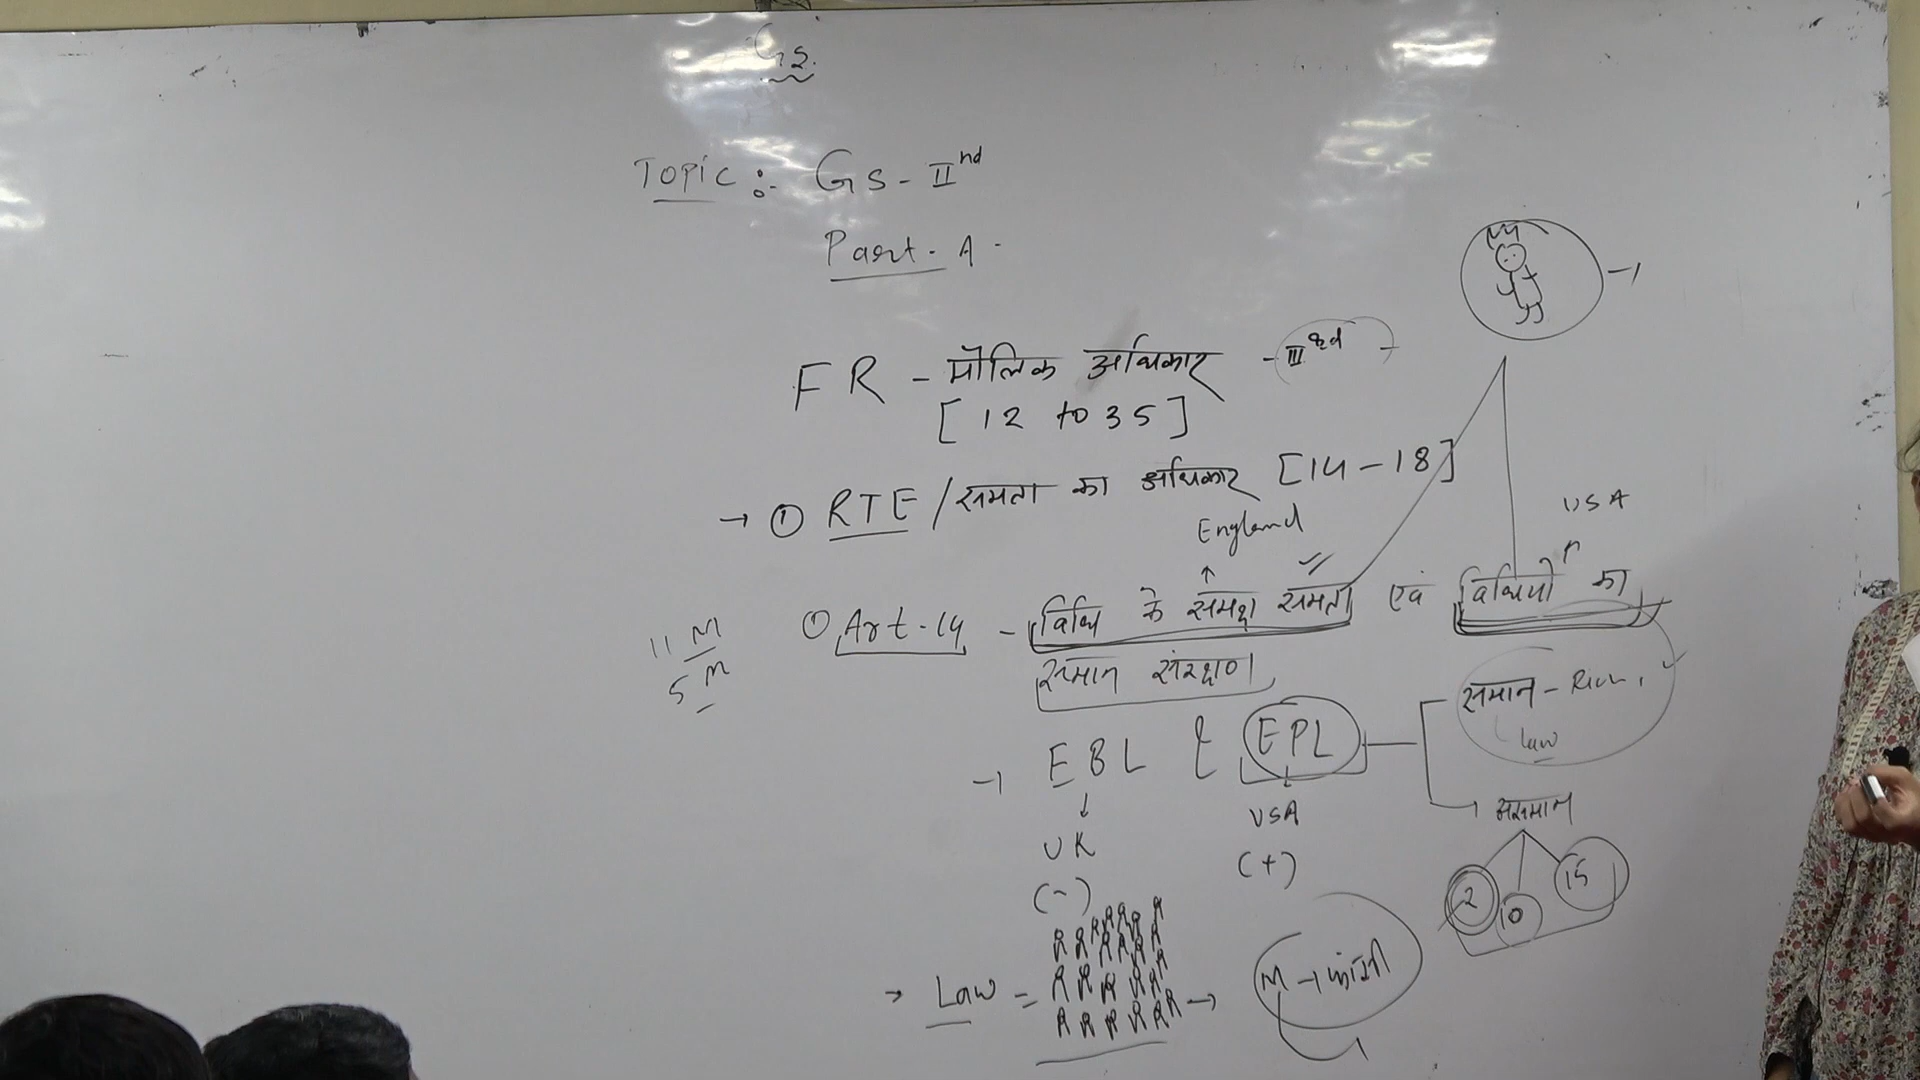 GS.
Topic :- GS - IInd
Part - A -
FR - मौलिक अधिकार - III
[12 to 35]
→ ① RTE / समता का अधिकार [14 - 18]
England
USA
① Art-14 - विधि के समक्ष समता एवं विधियो का
समान संरक्षण
11 M
5 M
→ EBL & EPL
समान -
Law
UK
USA
असमान
(-)
(+)
2
10
15
→ Law =
M → फांसी